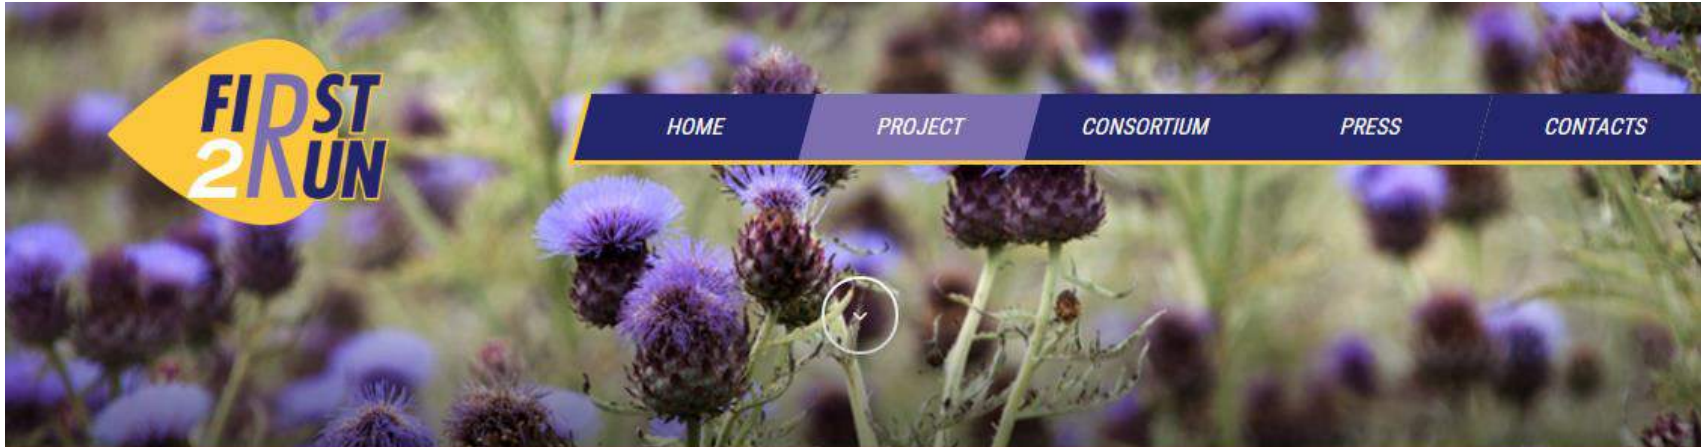 FIRST
2RUN
HOME PROJECT CONSORTIUM PRESS CONTACTS